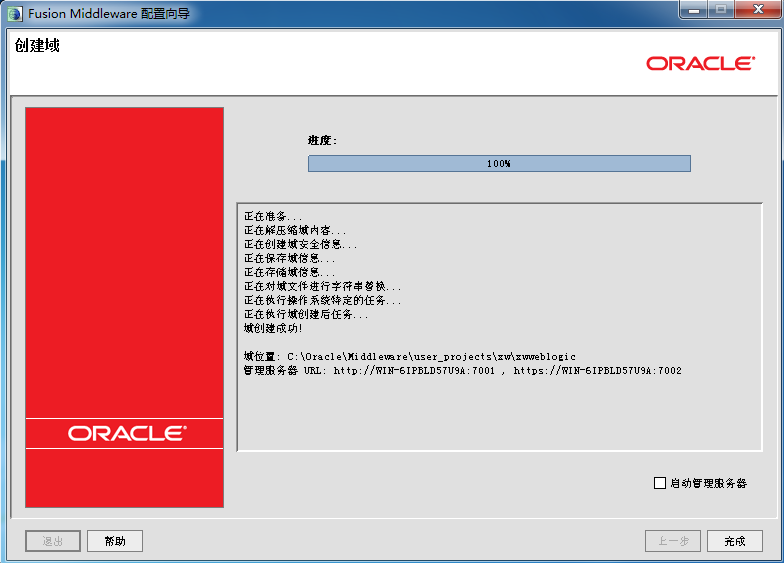 Fusion Middleware 配置向导
创建域
ORACLE
进度:
100%
正在准备...
正在解压缩域内容...
正在创建域安全信息...
正在保存域信息...
正在存储域信息...
正在对域文件进行字符串替换...
正在执行操作系统特定的任务...
正在执行域创建后任务...
域创建成功!
域位置: C:\Oracle\Middleware\user_projects\zw\zwweblogic
管理服务器 URL: http://WIN-6IPBLD57U9A:7001 , https://WIN-6IPBLD57U9A:7002
ORACLE
启动管理服务器
退出
帮助
上一步
完成